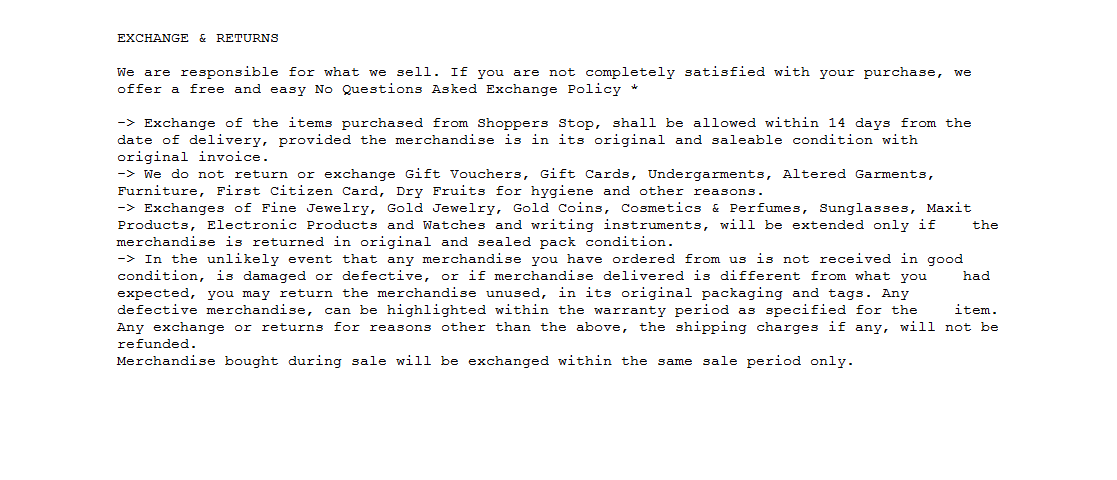 EXCHANGE & RETURNS
We are responsible for what we sell. If you are not completely satisfied with your purchase, we
offer a free and easy No Questions Asked Exchange Policy *
-> Exchange of the items purchased from Shoppers Stop, shall be allowed within 14 days from the
date of delivery, provided the merchandise is in its original and saleable condition with
original invoice.
-> We do not return or exchange Gift Vouchers, Gift Cards, Undergarments, Altered Garments,
Furniture, First Citizen Card, Dry Fruits for hygiene and other reasons.
-> Exchanges of Fine Jewelry, Gold Jewelry, Gold Coins, Cosmetics & Perfumes, Sunglasses, Maxit
Products, Electronic Products and Watches and writing instruments, will be extended only if    the
merchandise is returned in original and sealed pack condition.
-> In the unlikely event that any merchandise you have ordered from us is not received in good
condition, is damaged or defective, or if merchandise delivered is different from what you    had
expected, you may return the merchandise unused, in its original packaging and tags. Any
defective merchandise, can be highlighted within the warranty period as specified for the    item.
Any exchange or returns for reasons other than the above, the shipping charges if any, will not be
refunded.
Merchandise bought during sale will be exchanged within the same sale period only.